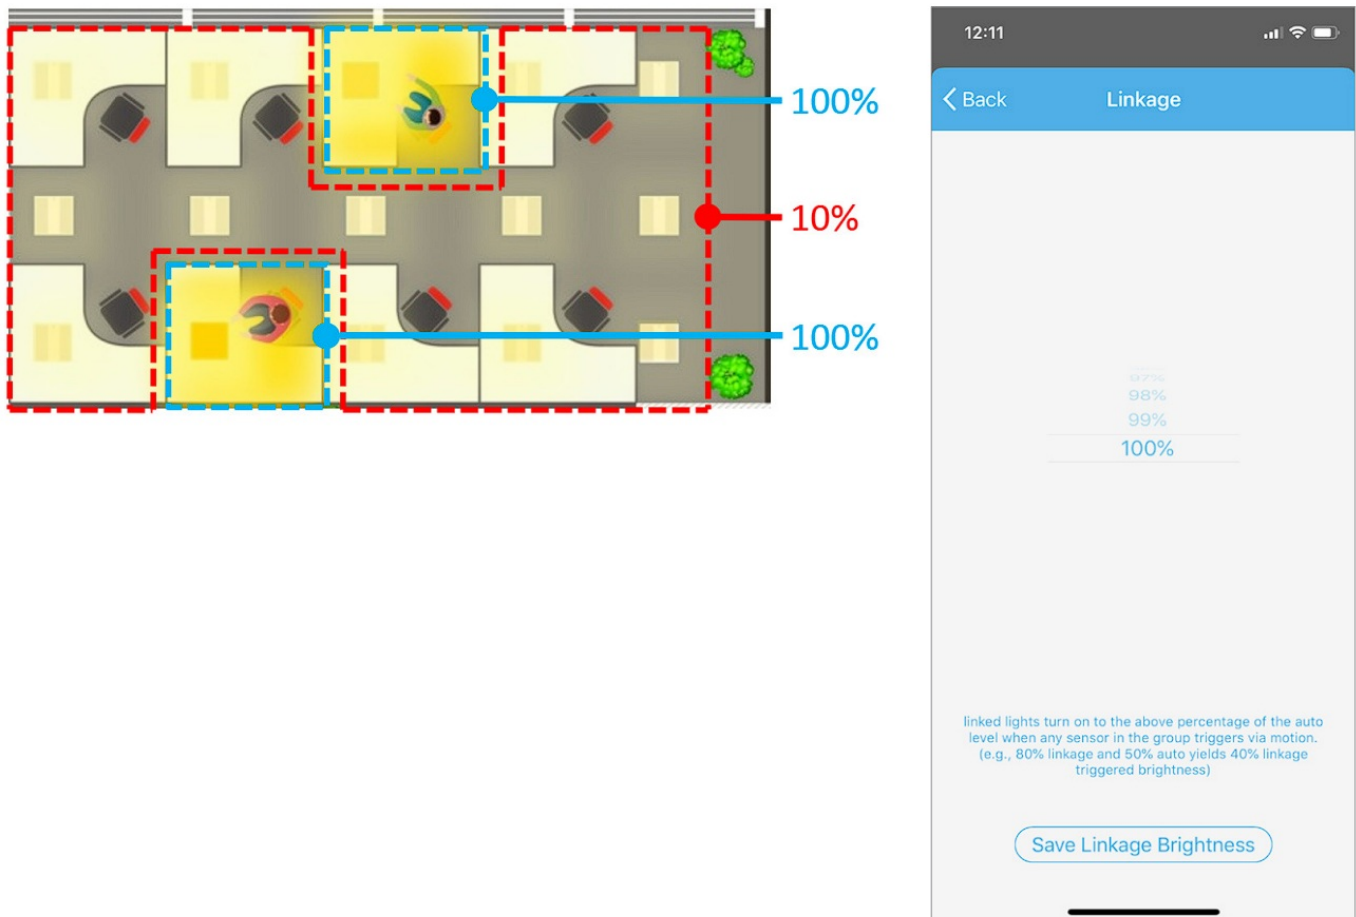 100%
10%
100%
12:11
Back
Linkage
97%
98%
99%
100%
linked lights turn on to the above percentage of the auto
level when any sensor in the group triggers via motion.
(e.g., 80% linkage and 50% auto yields 40% linkage
triggered brightness)
Save Linkage Brightness